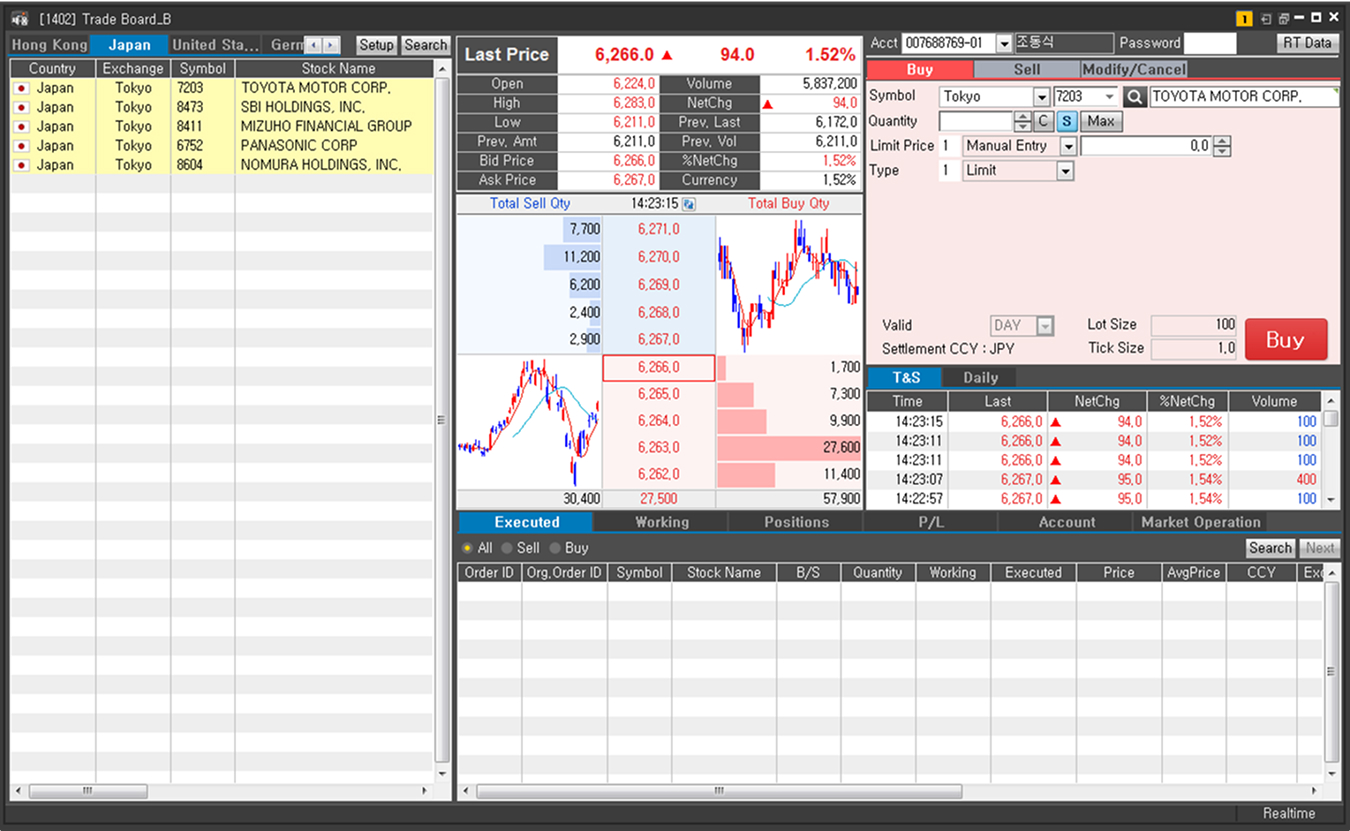 [1402] Trade Board_B 1
Hong Kong Japan United Sta... Setup Search
Country Exchange Symbol Stock Name
Japan Tokyo 7203 TOYOTA MOTOR CORP.
Japan Tokyo 8473 SBI HOLDINGS, INC.
Japan Tokyo 8411 MIZUHO FINANCIAL GROUP
Japan Tokyo 6752 PANASONIC CORP
Japan Tokyo 8604 NOMURA HOLDINGS, INC.
Last Price 6,266.0 ▲ 94.0 1.52%
Open 6,224.0 Volume 5,837,200
High 6,283.0 NetChg ▲ 94.0
Low 6,211.0 Prev. Last 6,172.0
Prev. Amt 6,211.0 Prev. Vol 6,211.0
Bid Price 6,266.0 %NetChg 1.52%
Ask Price 6,267.0 Currency 1.52%
Total Sell Qty 14:23:15 Total Buy Qty
7,700 6,271.0
11,200 6,270.0
6,200 6,269.0
2,400 6,268.0
2,900 6,267.0
6,266.0 1,700
6,265.0 7,300
6,264.0 9,900
6,263.0 27,600
6,262.0 11,400
30,400 27,500 57,900
Acct 007688769-01 조동식 Password RT Data
Buy Sell Modify/Cancel
Symbol Tokyo 7203 TOYOTA MOTOR CORP.
Quantity C S Max
Limit Price 1 Manual Entry 0.0
Type 1 Limit
Valid DAY Lot Size 100
Settlement CCY : JPY Tick Size 1.0
Buy
T&S Daily
Time Last NetChg %NetChg Volume
14:23:15 6,266.0 ▲ 94.0 1.52% 100
14:23:11 6,266.0 ▲ 94.0 1.52% 100
14:23:11 6,266.0 ▲ 94.0 1.52% 100
14:23:07 6,267.0 ▲ 95.0 1.54% 400
14:22:57 6,267.0 ▲ 95.0 1.54% 100
Executed Working Positions P/L Account Market Operation
All Sell Buy Search Next
Order ID Org.Order ID Symbol Stock Name B/S Quantity Working Executed Price AvgPrice CCY
Realtime